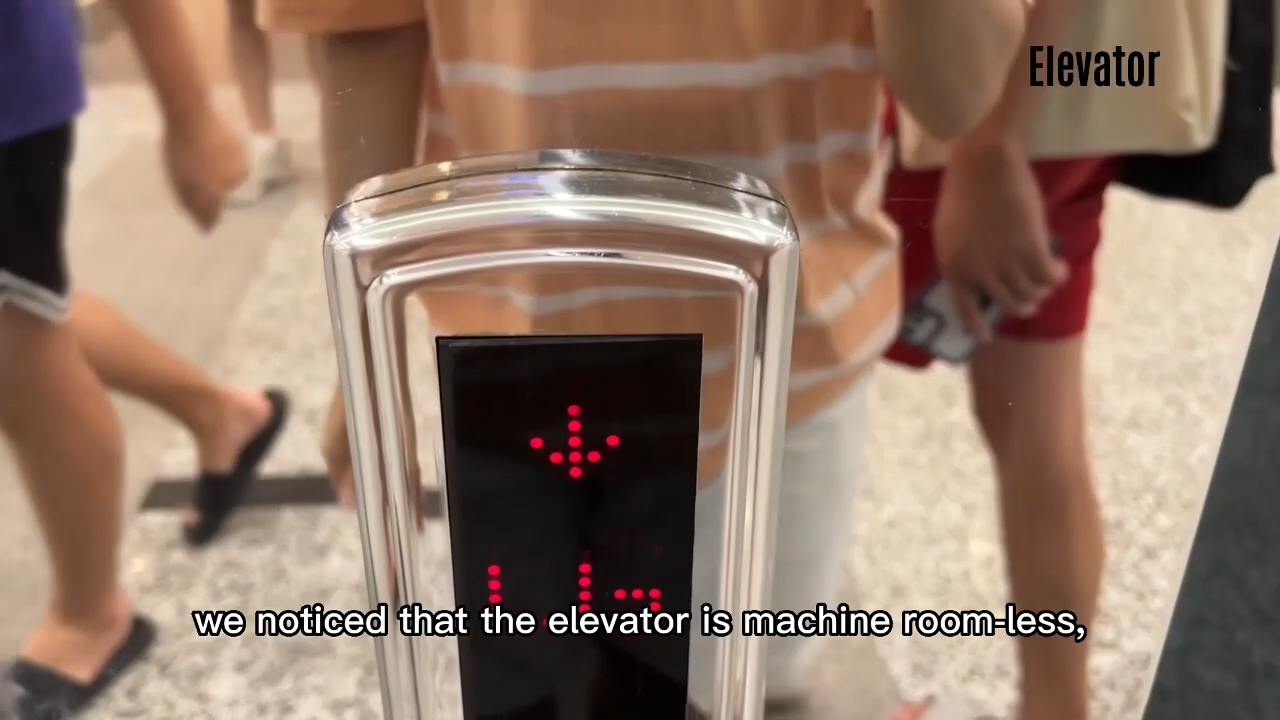 Elevator
we noticed that the elevator is machine room-less,